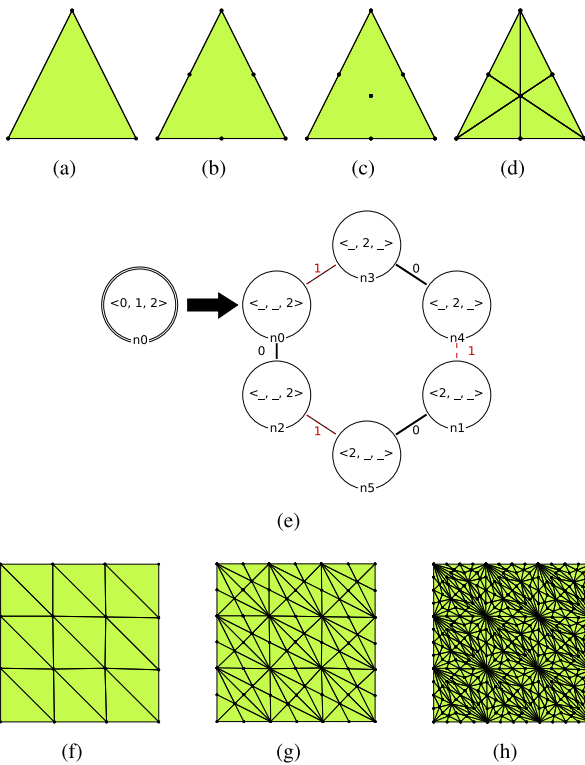 (a) (b) (c) (d)
<_, 2, _>
1 0
n3
<0, 1, 2> <_, _, 2> <_, 2, _>
n0 n0 n4
0 1
<_, _, 2> <2, _, _>
n2 n1
1 0
<2, _, _>
n5
(e)
(f) (g) (h)